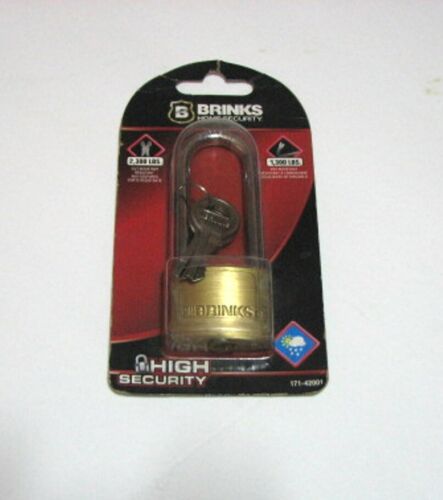 B BRINKS
HOME SECURITY
2,300 LBS.
1,300 LBS.
BRINKS
HIGH
SECURITY
171-42001